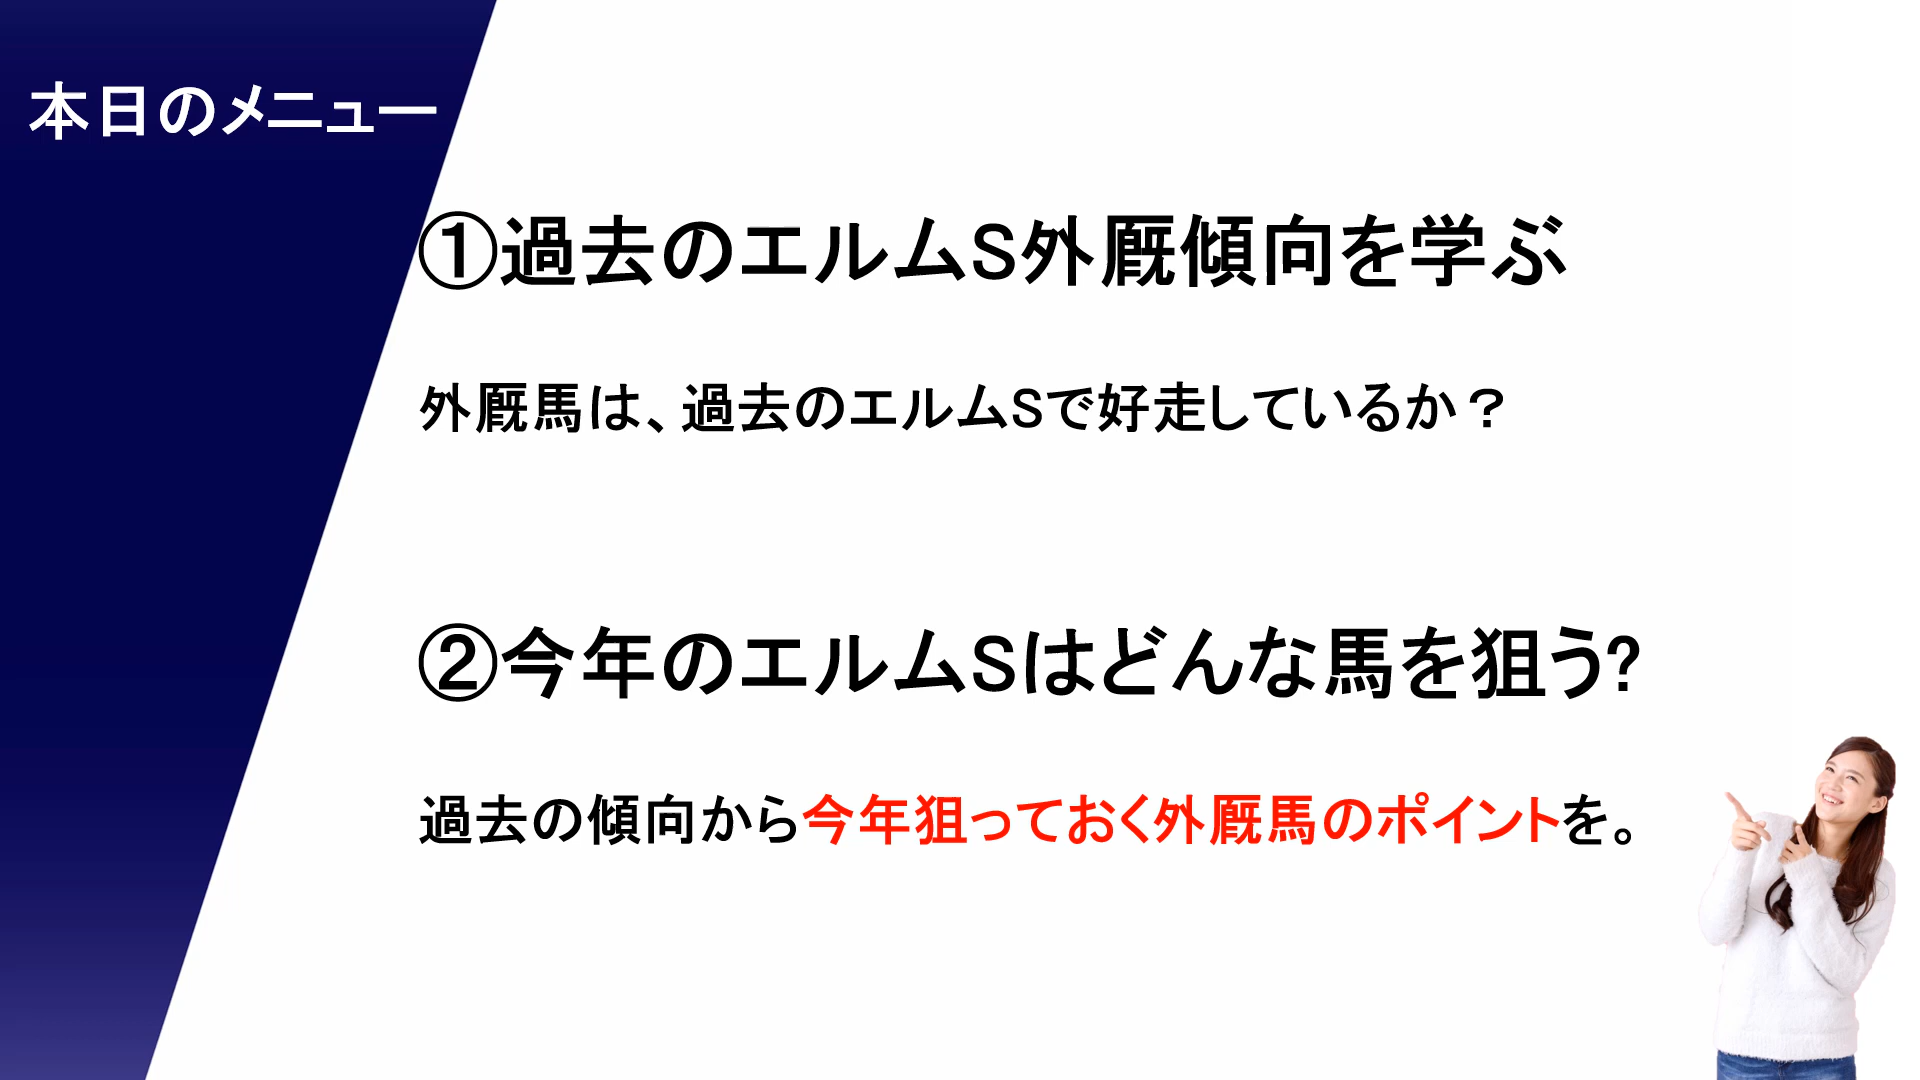 本日のメニュー
①過去のエルムS外厩傾向を学ぶ
外厩馬は、過去のエルムSで好走しているか？
②今年のエルムSはどんな馬を狙う?
過去の傾向から今年狙っておく外厩馬のポイントを。